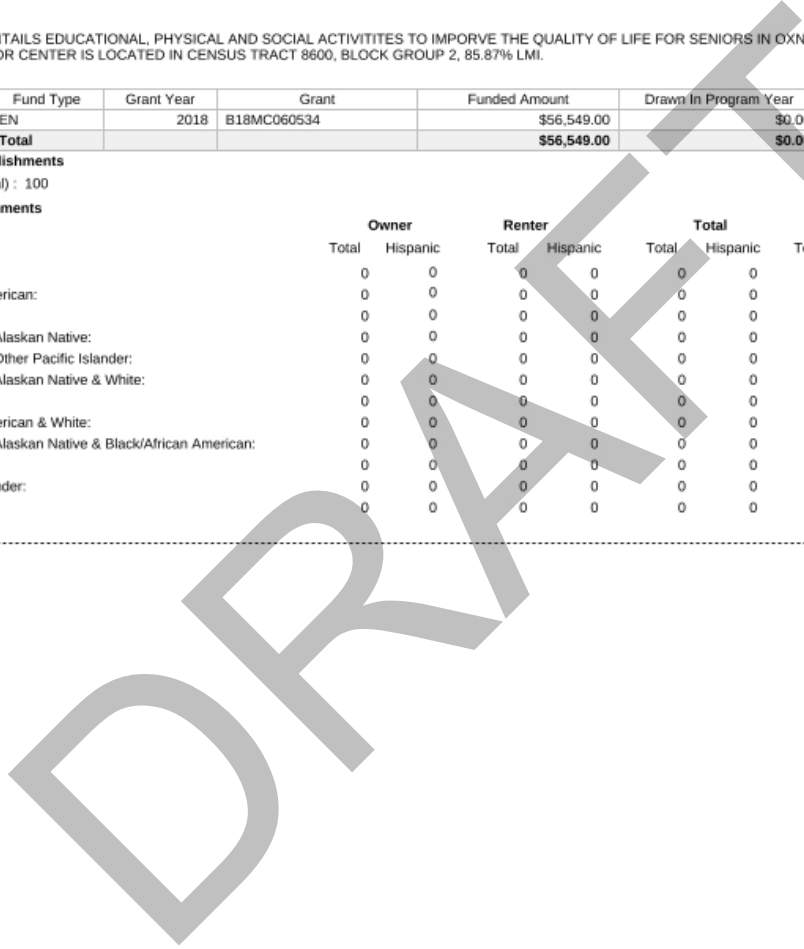 TAILS EDUCATIONAL, PHYSICAL AND SOCIAL ACTIVITITES TO IMPORVE THE QUALITY OF LIFE FOR SENIORS IN OXN
OR CENTER IS LOCATED IN CENSUS TRACT 8600, BLOCK GROUP 2, 85.87% LMI.
Fund Type Grant Year Grant Funded Amount Drawn In Program Year
EN 2018 B18MC060534 $56,549.00 $0.0
Total $56,549.00 $0.0
lishments
l) : 100
ments
Owner Renter Total
Total Hispanic Total Hispanic Total Hispanic T
0 0 0 0 0 0
erican: 0 0 0 0 0 0
0 0 0 0 0 0
Alaskan Native: 0 0 0 0 0 0
Other Pacific Islander: 0 0 0 0 0 0
Alaskan Native & White: 0 0 0 0 0 0
0 0 0 0 0 0
erican & White: 0 0 0 0 0 0
Alaskan Native & Black/African American: 0 0 0 0 0 0
0 0 0 0 0 0
nder: 0 0 0 0 0 0
0 0 0 0 0 0
DRAFT